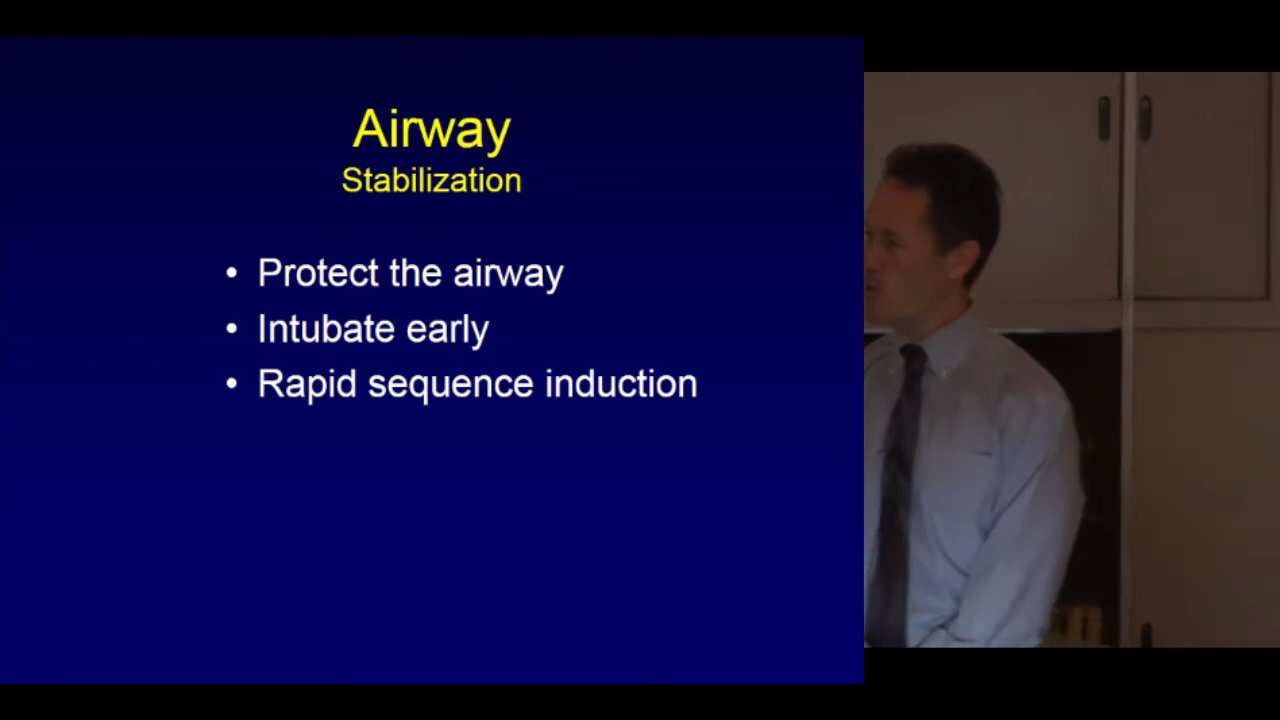 Airway
Stabilization
• Protect the airway
• Intubate early
• Rapid sequence induction